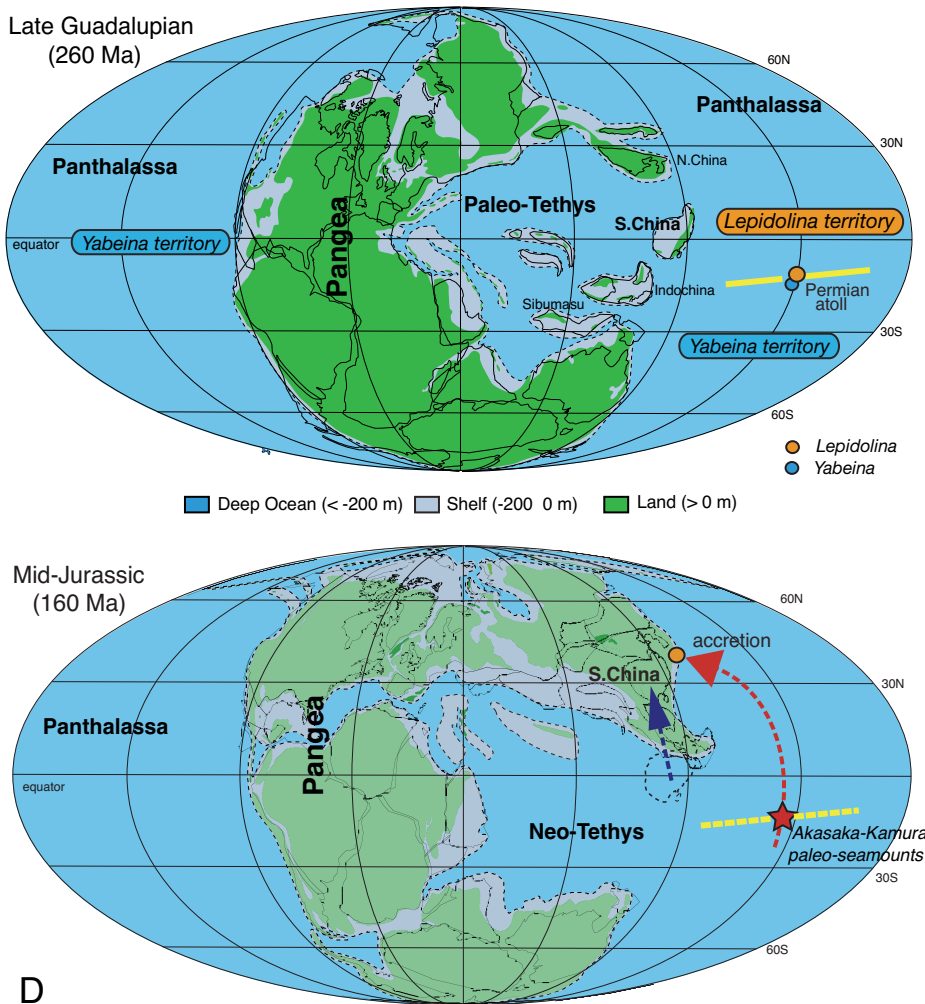 Late Guadalupian
(260 Ma)
60N
Panthalassa
30N
Panthalassa
N.China
Paleo-Tethys
Pangea
S.China
Lepidolina territory
equator
Yabeina territory
Indochina
Permian
atoll
Sibumasu
30S
Yabeina territory
60S
Lepidolina
Yabeina
Deep Ocean (< -200 m)
Shelf (-200 0 m)
Land (> 0 m)
Mid-Jurassic
(160 Ma)
60N
accretion
S.China
30N
Panthalassa
Pangea
equator
Neo-Tethys
Akasaka-Kamura
paleo-seamounts
30S
60S
D